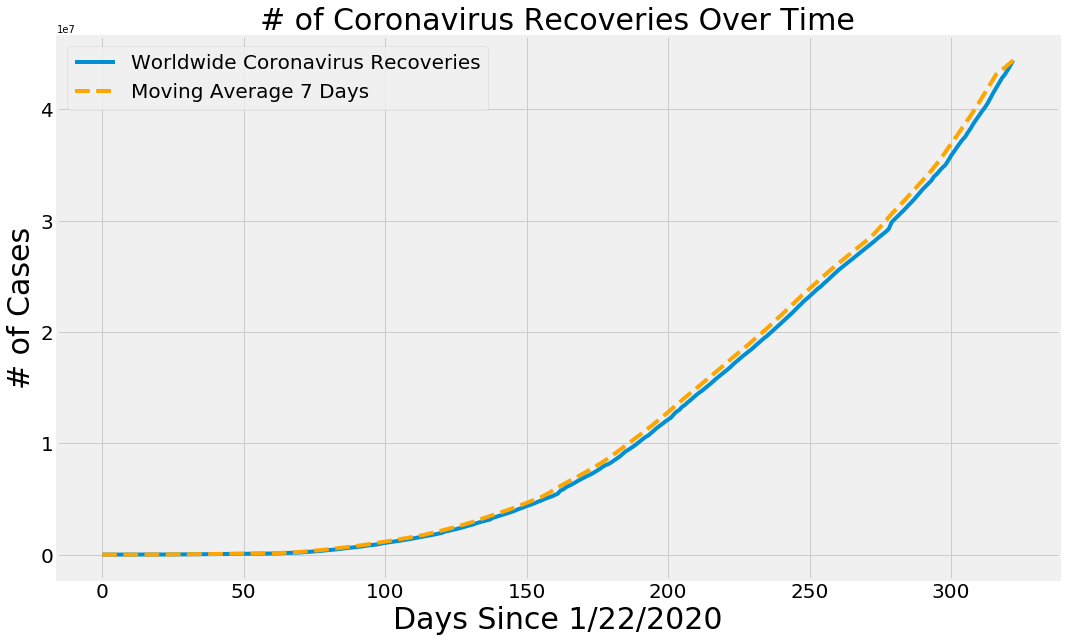 # of Coronavirus Recoveries Over Time
1e7
Worldwide Coronavirus Recoveries
Moving Average 7 Days
4
3
2
1
0
# of Cases
0 50 100 150 200 250 300
Days Since 1/22/2020